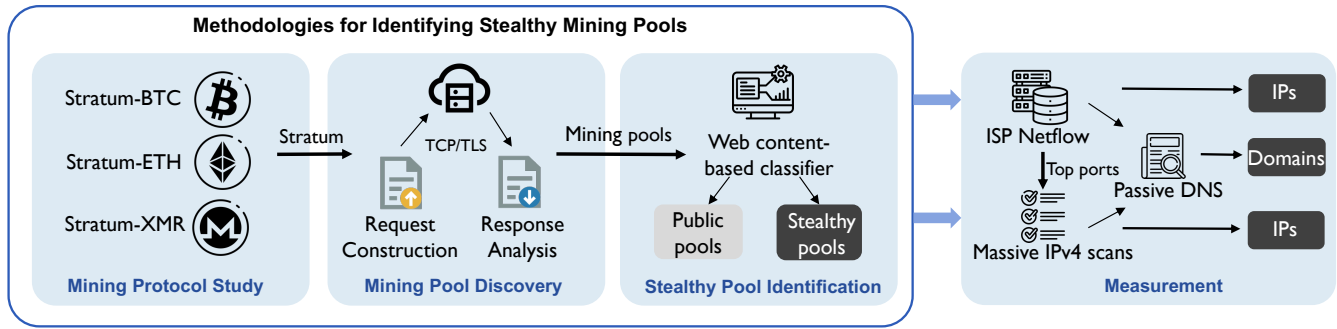 Methodologies for Identifying Stealthy Mining Pools
Stratum-BTC
Stratum-ETH
Stratum-XMR
Mining Protocol Study
Stratum
TCP/TLS
Request
Construction
Response
Analysis
Mining Pool Discovery
Mining pools
Web content-
based classifier
Public
pools
Stealthy
pools
Stealthy Pool Identification
ISP Netflow
Top ports
Massive IPv4 scans
Passive DNS
IPs
Domains
IPs
Measurement